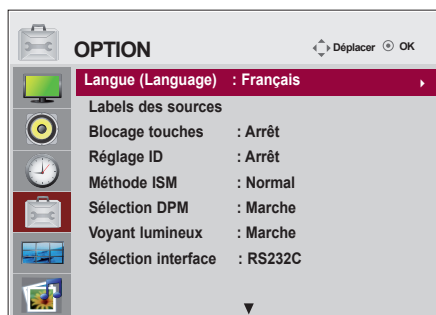 OPTION
Déplacer OK
Langue (Language) : Français
Labels des sources
Blocage touches : Arrêt
Réglage ID : Arrêt
Méthode ISM : Normal
Sélection DPM : Marche
Voyant lumineux : Marche
Sélection interface : RS232C